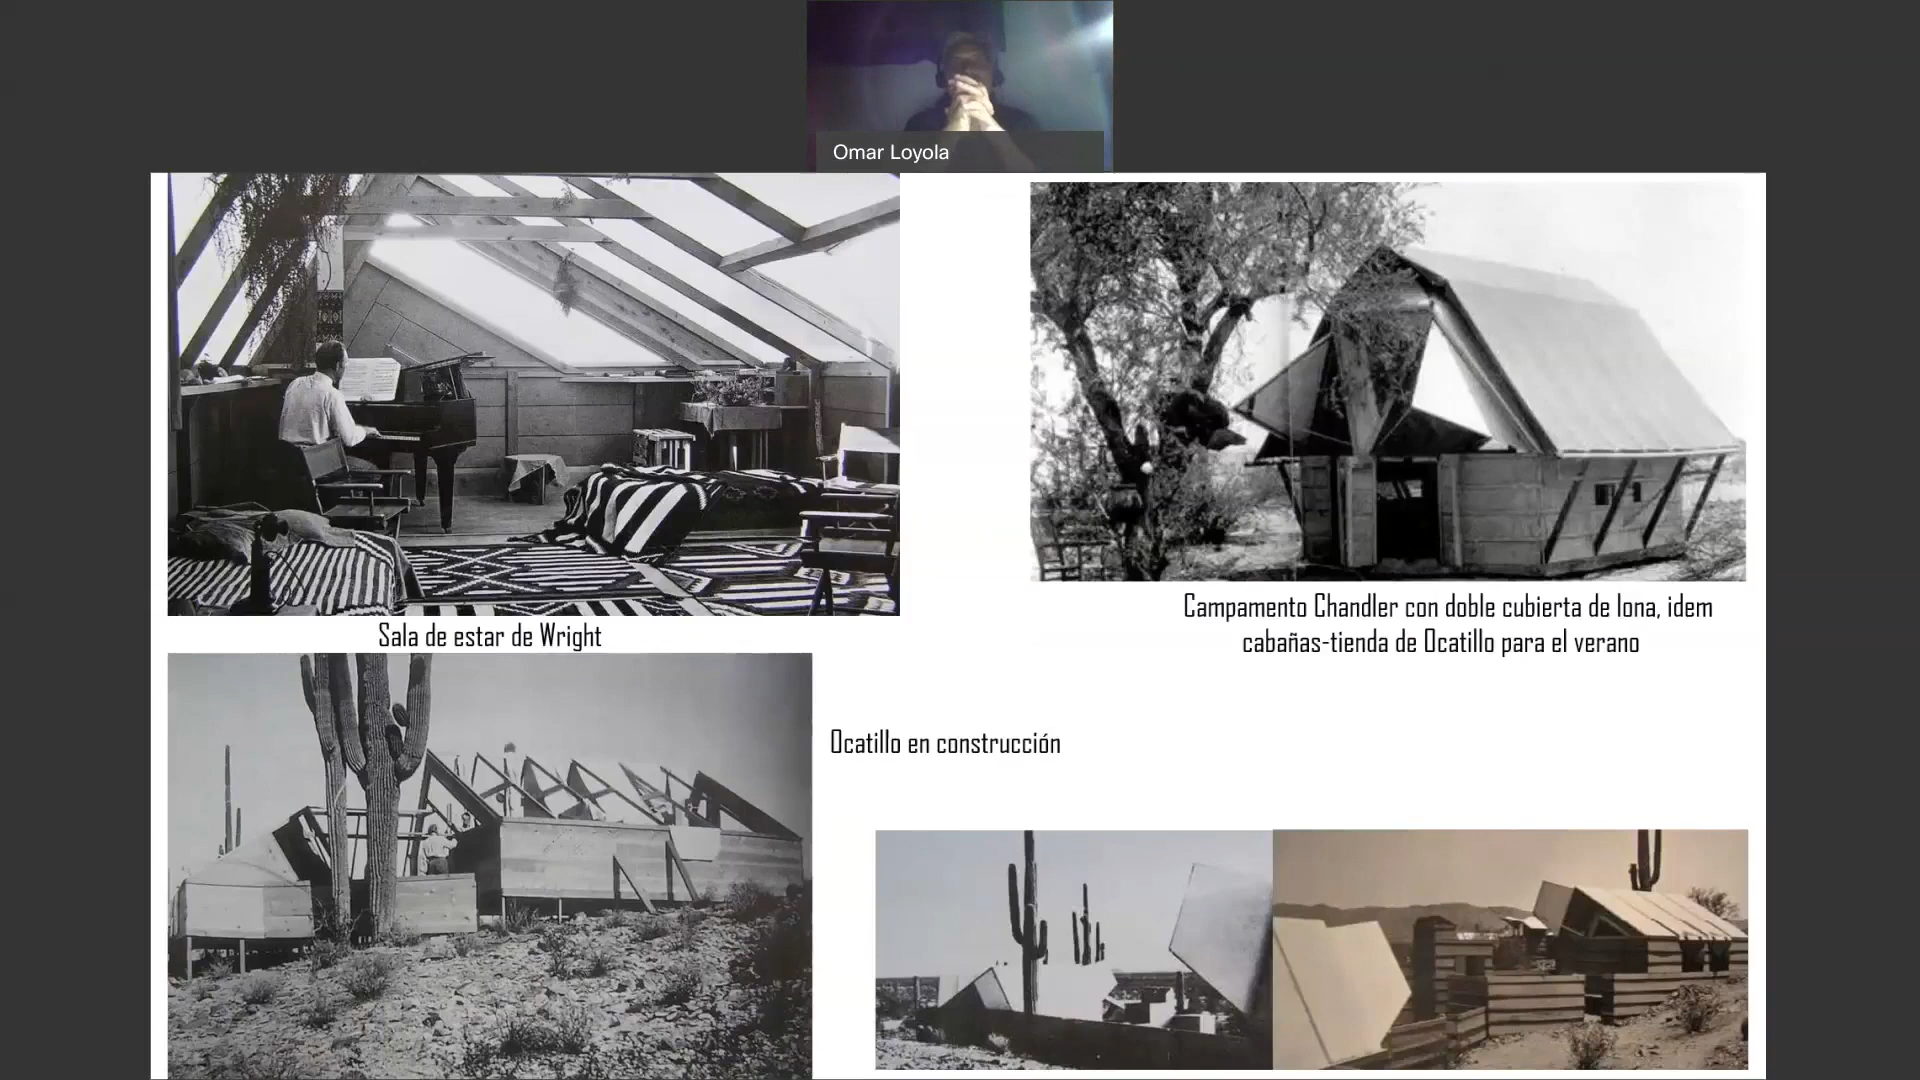 Omar Loyola
Sala de estar de Wright
Campamento Chandler con doble cubierta de lona, idem
cabañas-tienda de Ocatillo para el verano
Ocatillo en construcción